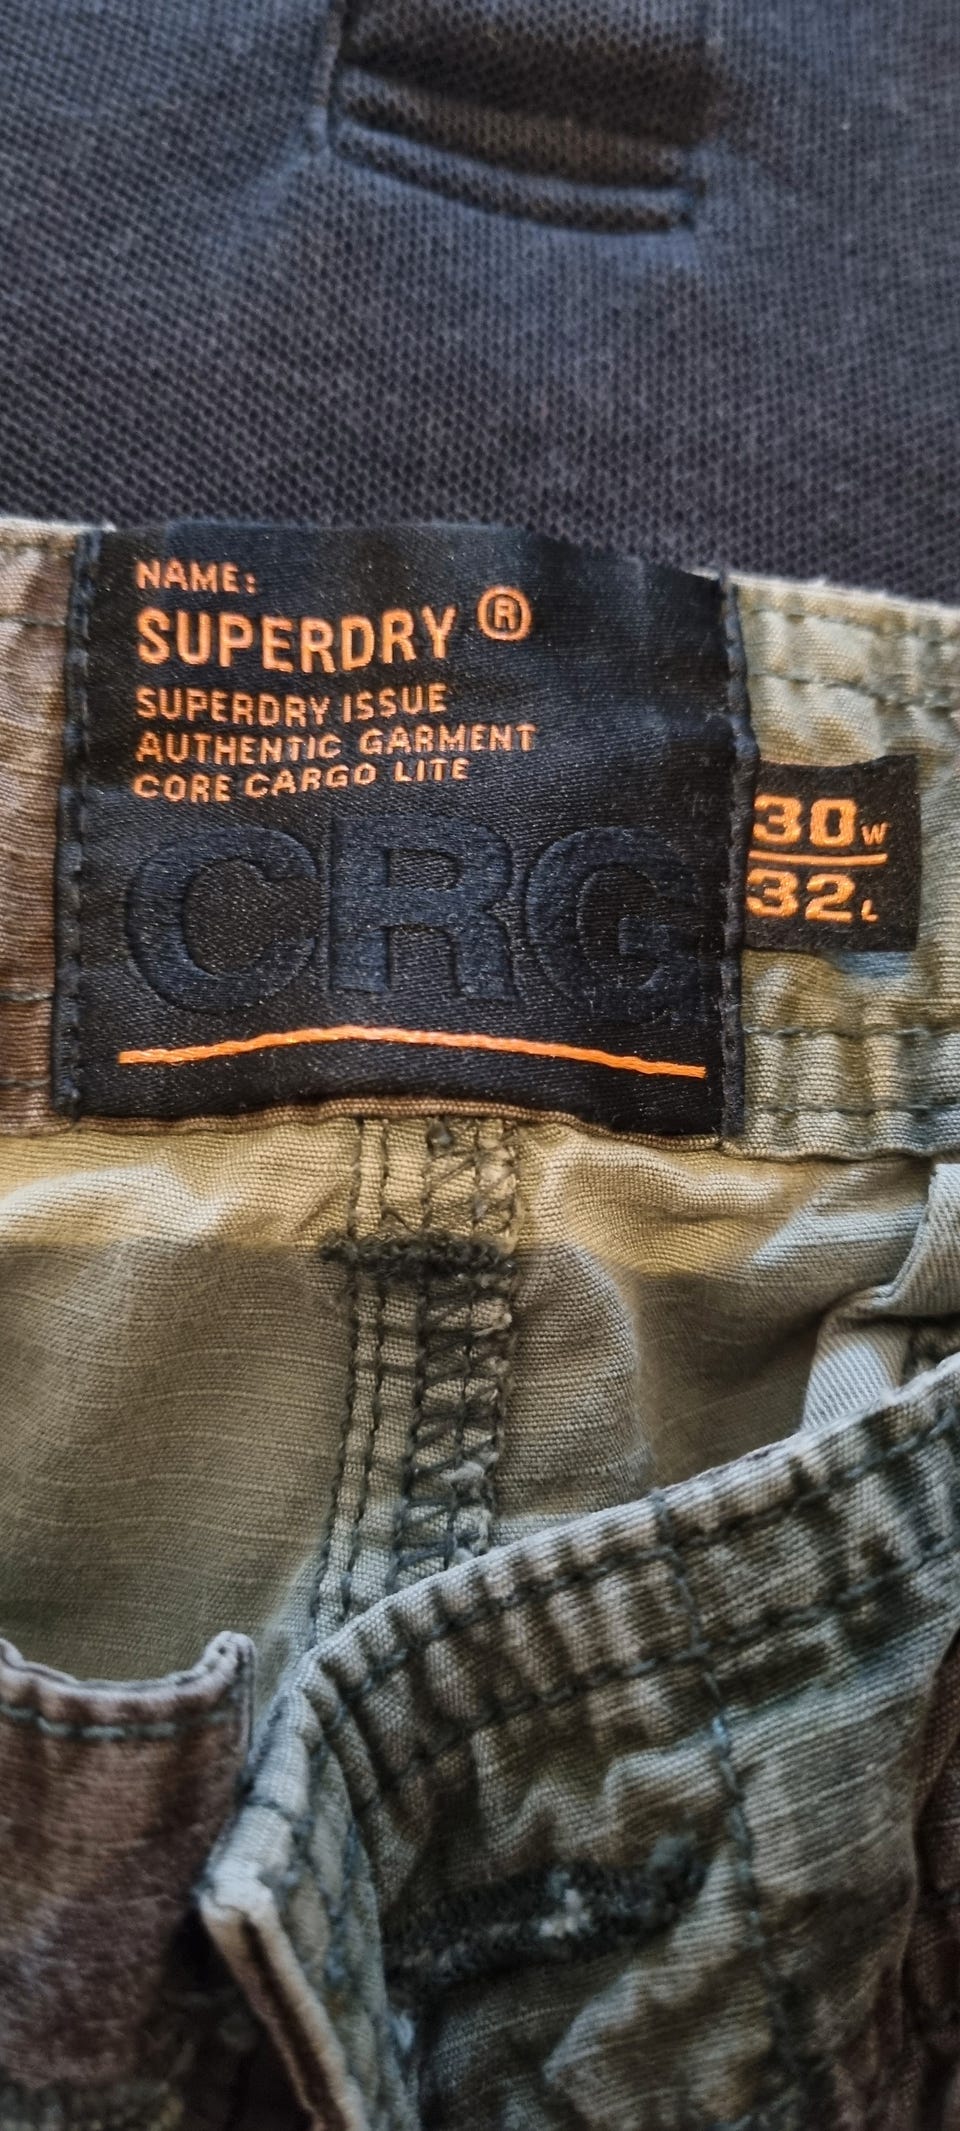 NAME:
SUPERDRY ®
SUPERDRY ISSUE
AUTHENTIC GARMENT
CORE CARGO LITE
CRG
30W
32L